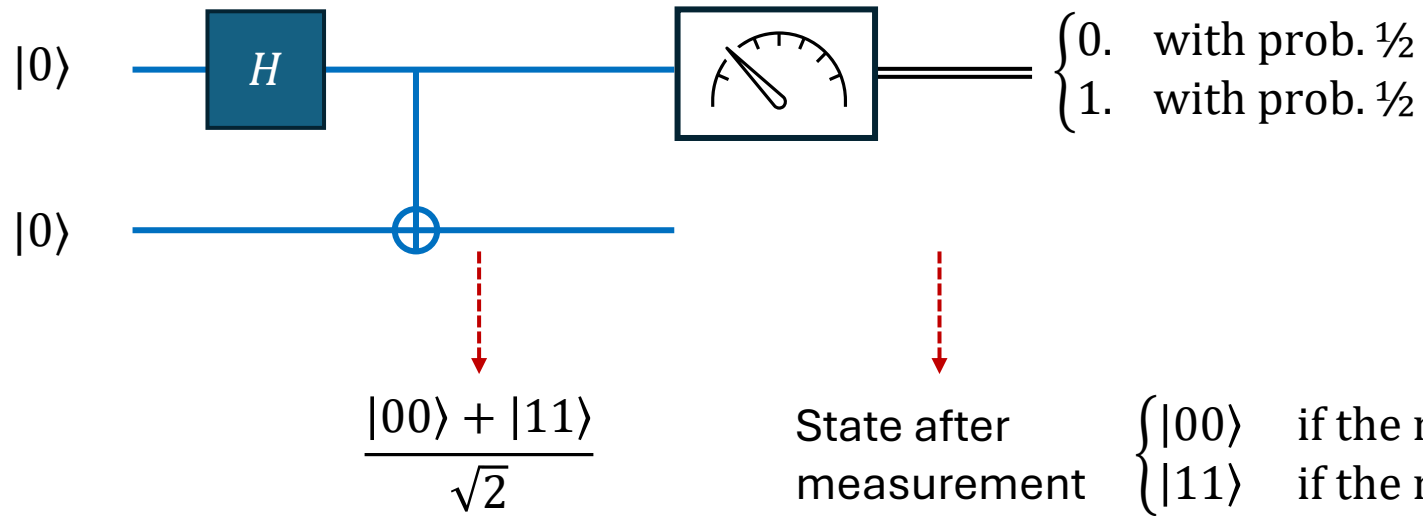 |0⟩ H {0. with prob. ½
1. with prob. ½
|0⟩
|00⟩ + |11⟩
√2
State after measurement
{|00⟩ if the
|11⟩ if the